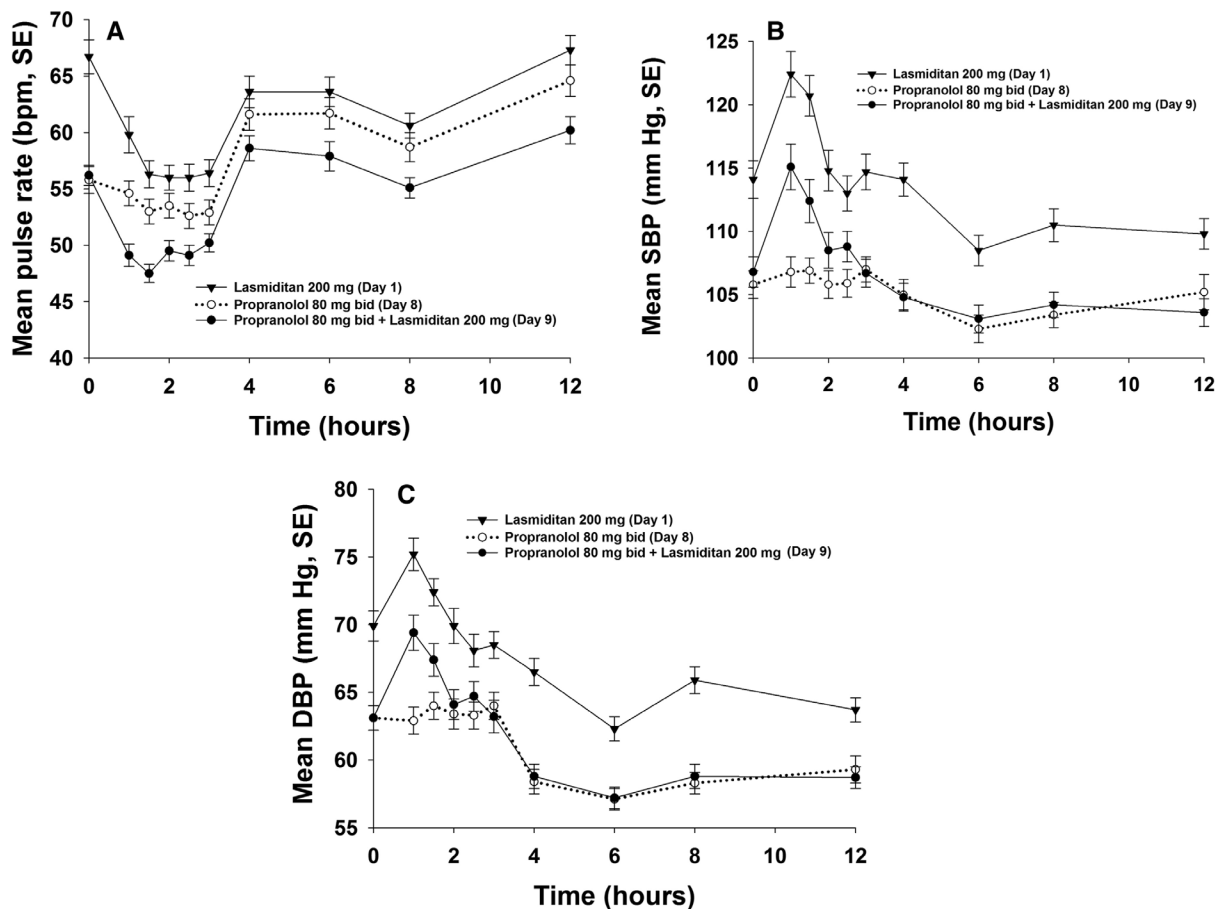 A
Mean pulse rate (bpm, SE)
70
65
60
55
50
45
40
Lasmiditan 200 mg (Day 1)
Propranolol 80 mg bid (Day 8)
Propranolol 80 mg bid + Lasmiditan 200 mg (Day 9)
0 2 4 6 8 10 12
Time (hours)
B
Mean SBP (mm Hg, SE)
125
120
115
110
105
100
Lasmiditan 200 mg (Day 1)
Propranolol 80 mg bid (Day 8)
Propranolol 80 mg bid + Lasmiditan 200 mg (Day 9)
0 2 4 6 8 10 12
Time (hours)
C
Mean DBP (mm Hg, SE)
80
75
70
65
60
55
Lasmiditan 200 mg (Day 1)
Propranolol 80 mg bid (Day 8)
Propranolol 80 mg bid + Lasmiditan 200 mg (Day 9)
0 2 4 6 8 10 12
Time (hours)